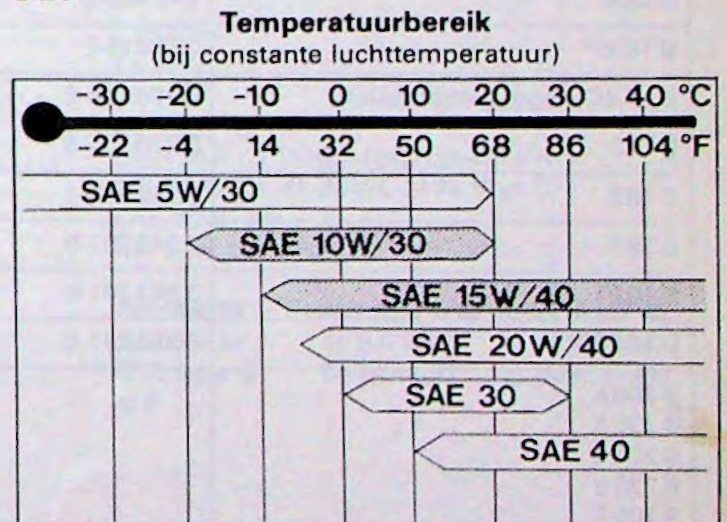 Temperatuurbereik
(bij constante luchttemperatuur)
-30 -20 -10 0 10 20 30 40 °C
-22 -4 14 32 50 68 86 104 °F
SAE 5W/30
SAE 10W/30
SAE 15W/40
SAE 20W/40
SAE 30
SAE 40